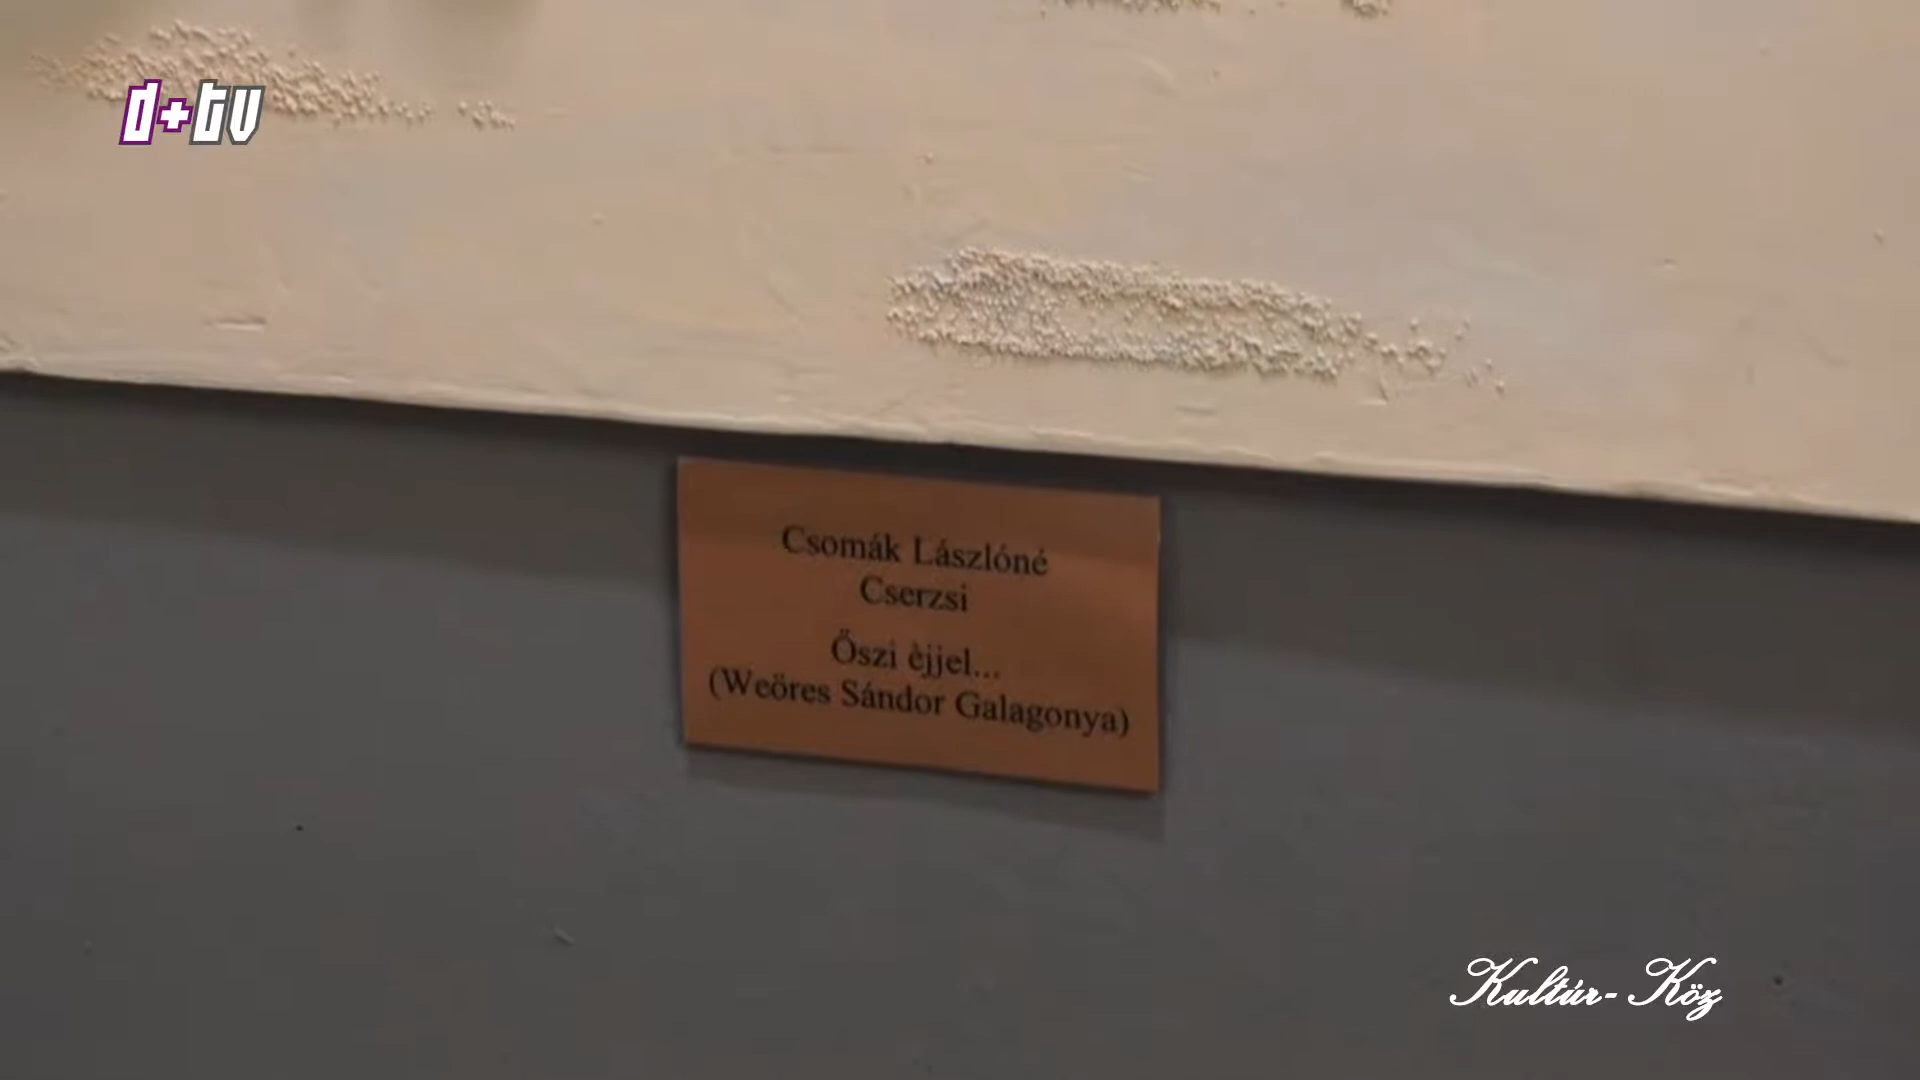 d+tv
Csomák Lászlóné
Cserzsi
Őszi èjjel...
(Weöres Sándor Galagonya)
Kultúr-Köz